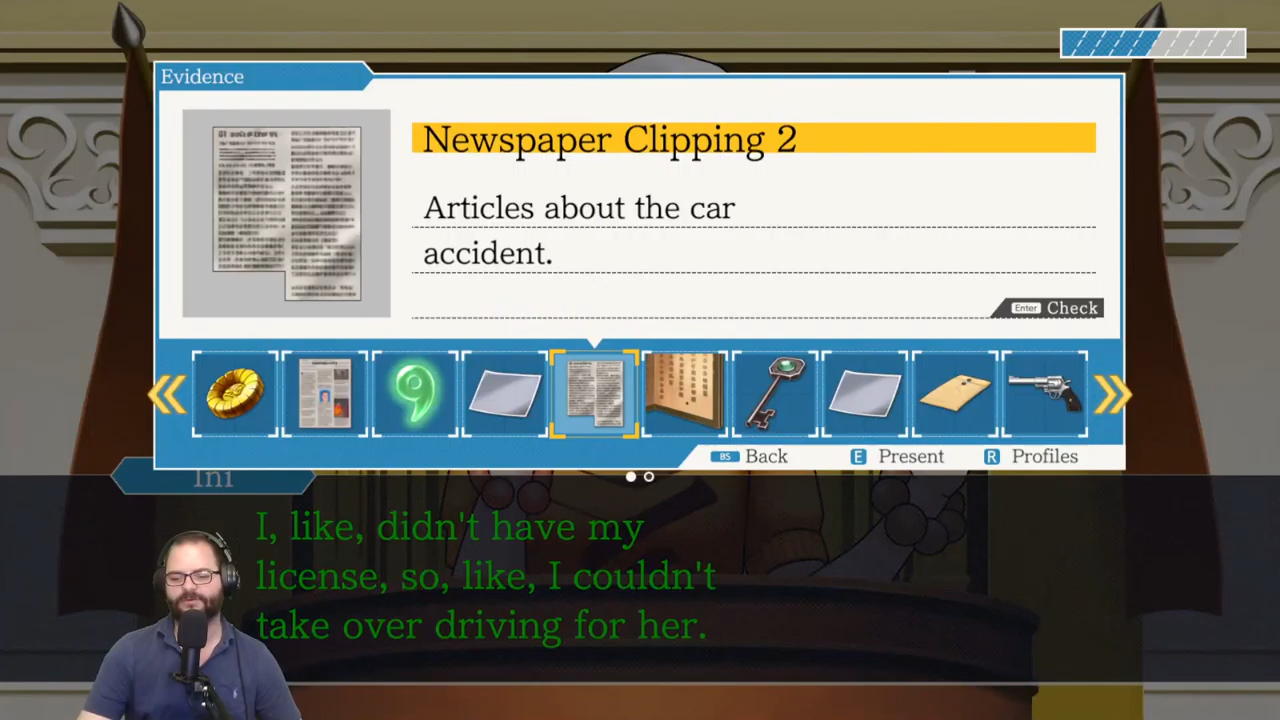 Evidence
Newspaper Clipping 2
Articles about the car
accident.
Enter Check
BS Back
E Present
R Profiles
Ini
I, like, didn't have my
license, so, like, I couldn't
take over driving for her.